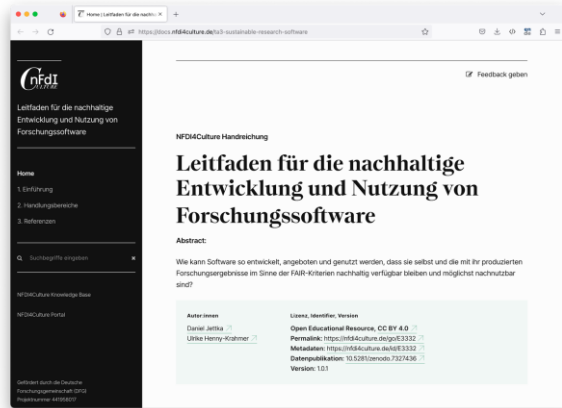 Home | Leitfaden für die nachh
https://docs.nfdi4culture.de/ta3-sustainable-research-software
nFdI
CULTURE
Leitfaden für die nachhaltige
Entwicklung und Nutzung von
Forschungssoftware
Home
1. Einführung
2. Handlungsbereiche
3. Referenzen
Suchbegriffe eingeben
NFDI4Culture Knowledge Base
NFDI4Culture Portal
Gefördert durch die Deutsche
Forschungsgemeinschaft (DFG)
Projektnummer 441958017
Feedback geben
NFDI4Culture Handreichung
Leitfaden für die nachhaltige
Entwicklung und Nutzung von
Forschungssoftware
Abstract:
Wie kann Software so entwickelt, angeboten und genutzt werden, dass sie selbst und die mit ihr produzierten
Forschungsergebnisse im Sinne der FAIR-Kriterien nachhaltig verfügbar bleiben und möglichst nachnutzbar
sind?
Autor:innen
Daniel Jettka
Ulrike Henny-Krahmer
Lizenz, Identifier, Version
Open Educational Resource, CC BY 4.0
Permalink: https://nfdi4culture.de/go/E3332
Metadaten: https://nfdi4culture.de/id/E3332
Datenpublikation: 10.5281/zenodo.7327436
Version: 1.0.1